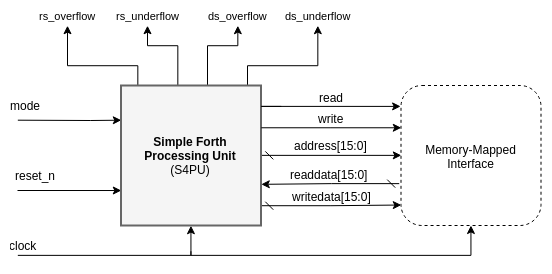 rs_overflow
rs_underflow
ds_overflow
ds_underflow
mode
reset_n
clock
Simple Forth
Processing Unit
(S4PU)
read
write
address[15:0]
readdata[15:0]
writedata[15:0]
Memory-Mapped
Interface